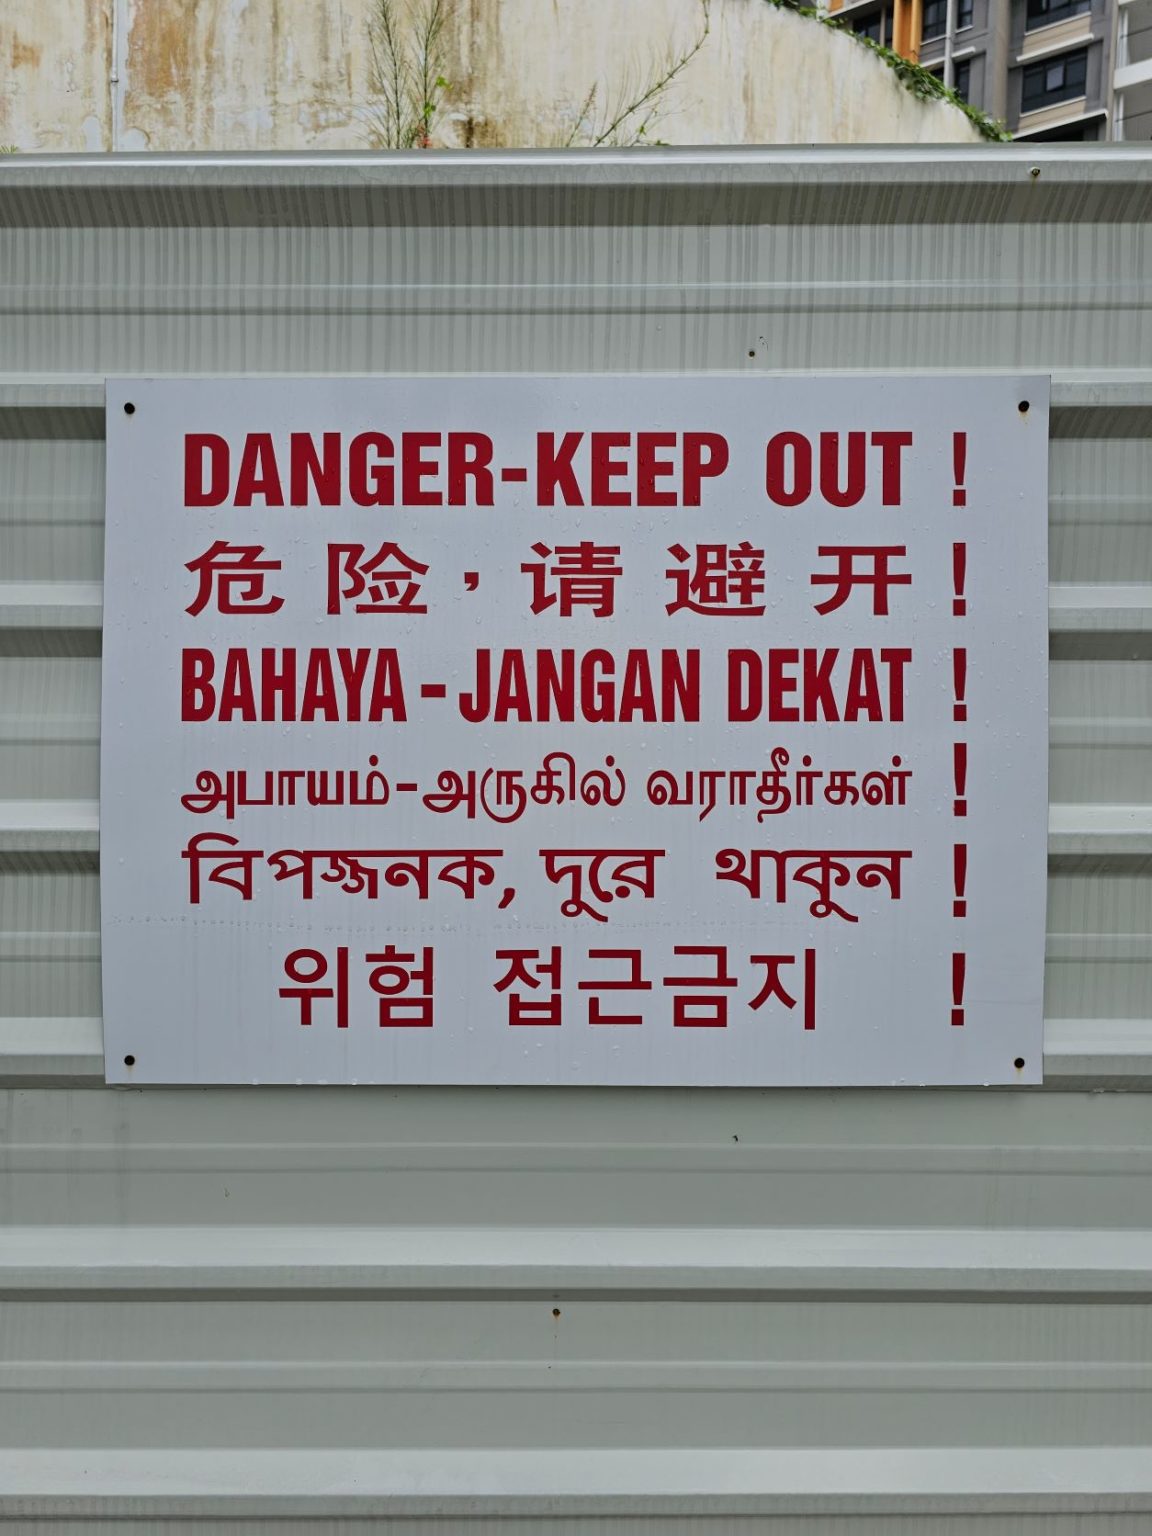 DANGER-KEEP OUT !
危险，请避开!
BAHAYA - JANGAN DEKAT !
அபாயம்-அருகில் வராதீர்கள் !
বিপজ্জনক, দুরে থাকুন !
위험 접근금지 !